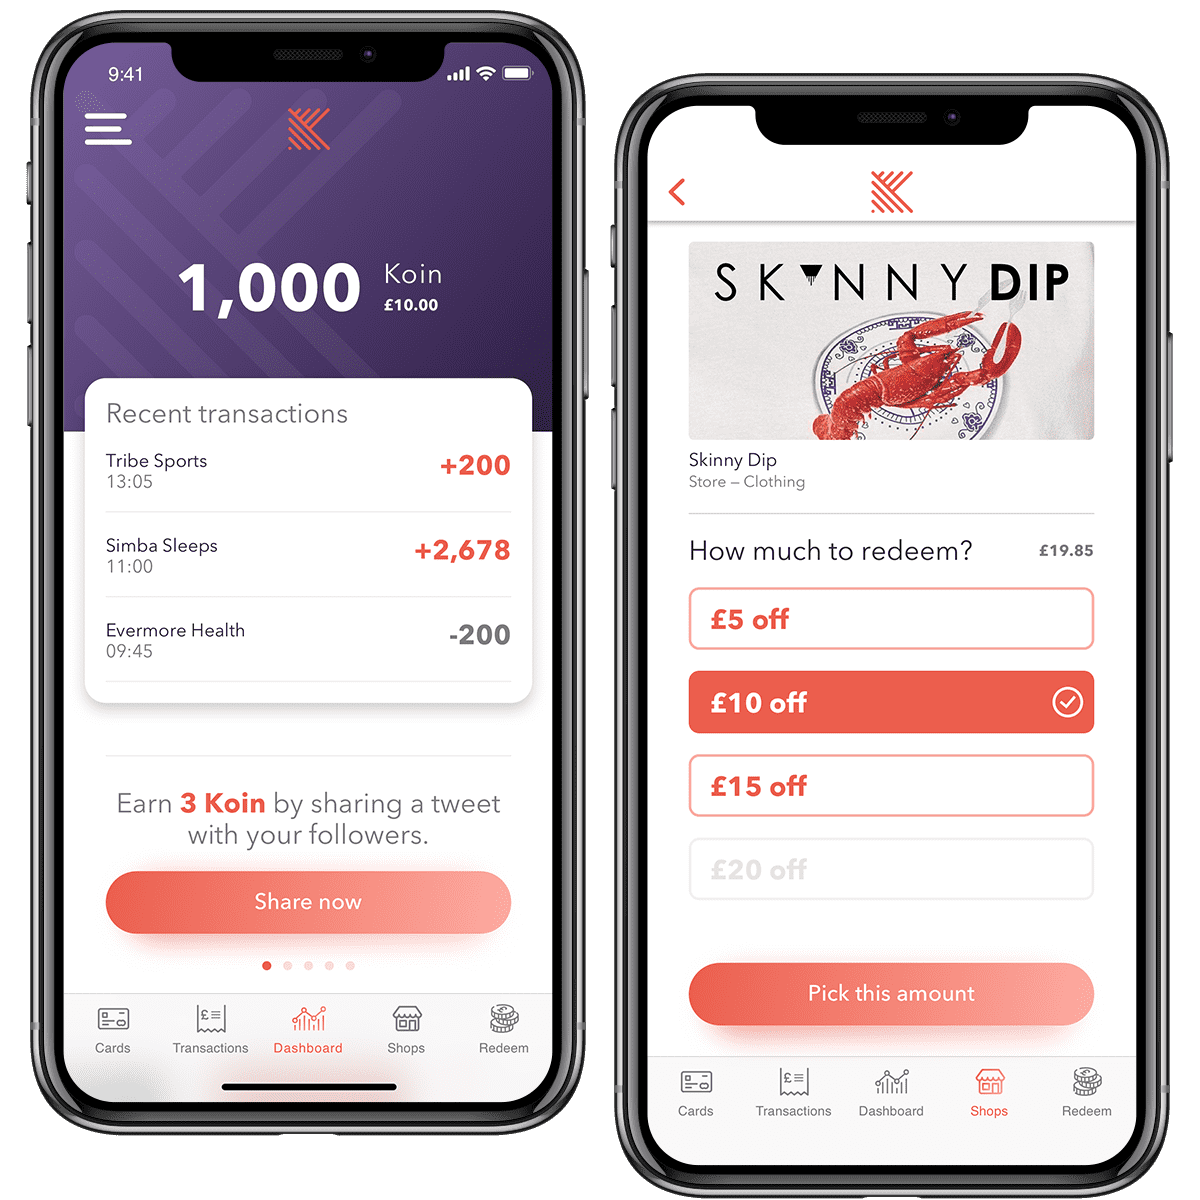 9:41
1,000
Koin
£10.00
Recent transactions
Tribe Sports
13:05
+200
Simba Sleeps
11:00
+2,678
Evermore Health
09:45
-200
Earn 3 Koin by sharing a tweet
with your followers.
Share now
Cards
Transactions
Dashboard
Shops
Redeem
SKINNYDIP
Skinny Dip
Store – Clothing
How much to redeem?
£19.85
£5 off
£10 off
£15 off
£20 off
Pick this amount
Cards
Transactions
Dashboard
Shops
Redeem